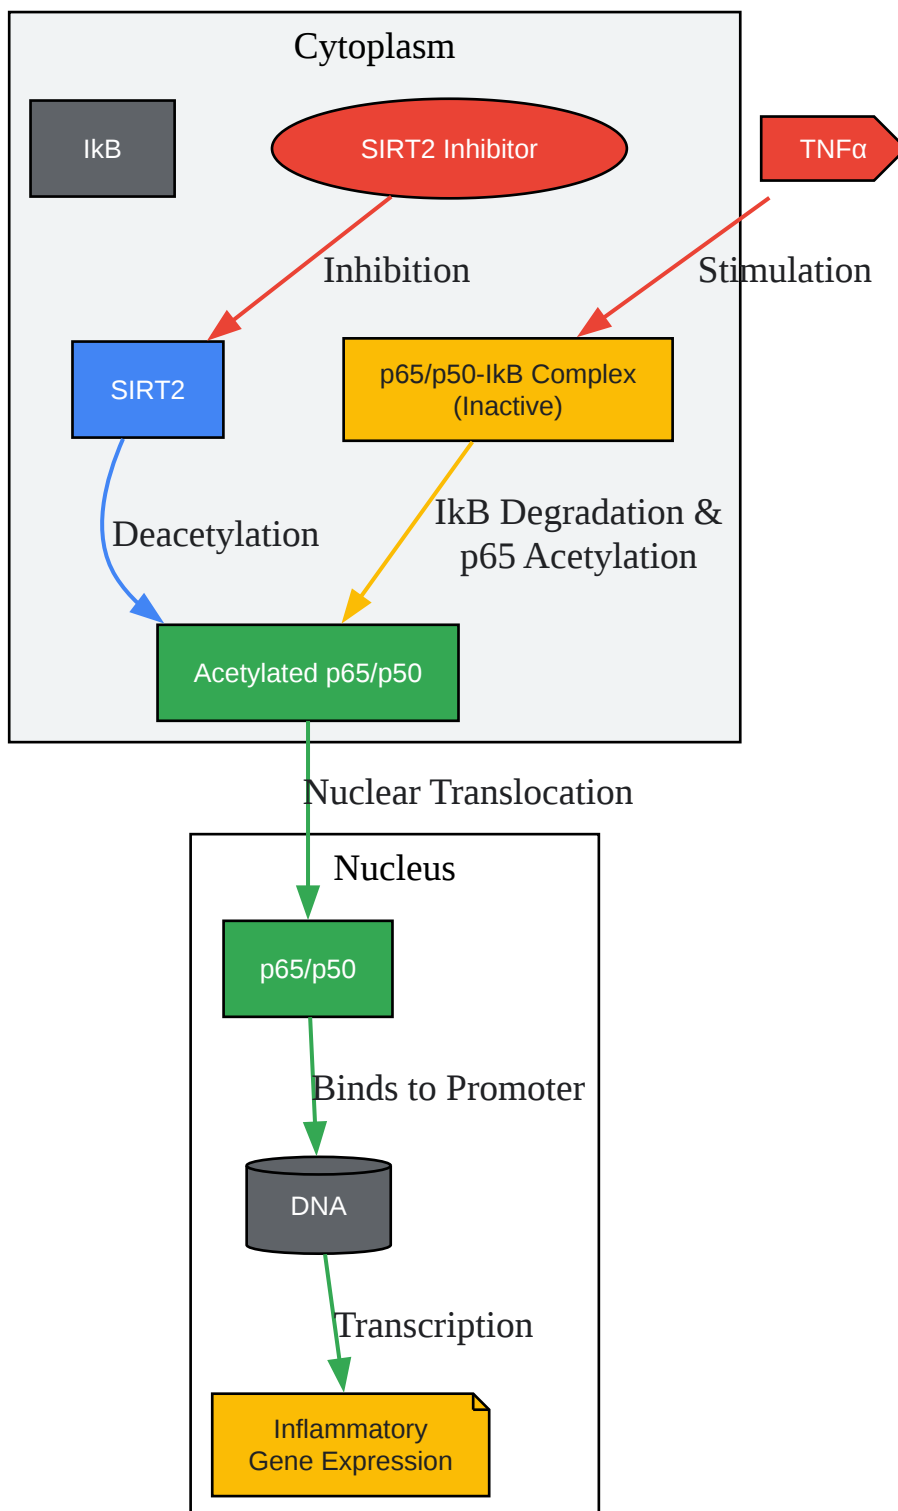 Cytoplasm
IkB
SIRT2 Inhibitor
TNFα
Inhibition
Stimulation
SIRT2
p65/p50-IkB Complex
(Inactive)
Deacetylation
IkB Degradation &
p65 Acetylation
Acetylated p65/p50
Nuclear Translocation
Nucleus
p65/p50
Binds to Promoter
DNA
Transcription
Inflammatory
Gene Expression